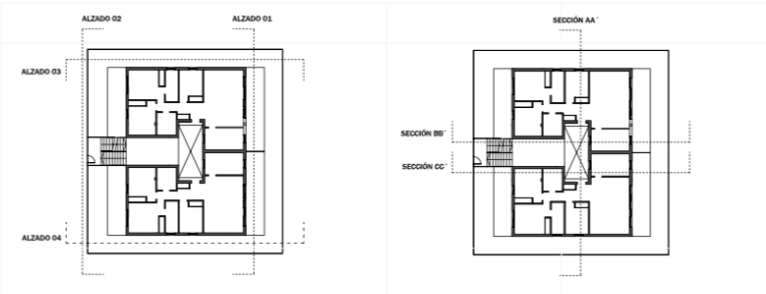 ALZADO 02
ALZADO 01
ALZADO 03
ALZADO 04
SECCIÓN AA´
SECCIÓN BB´
SECCIÓN CC´